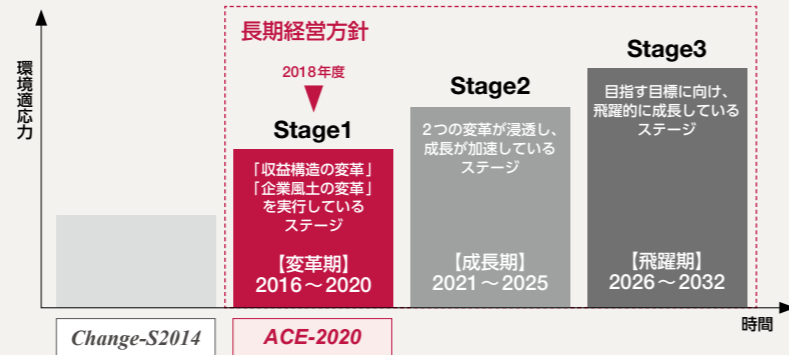 環境適応力
長期経営方針
2018年度
Stage1
「収益構造の変革」
「企業風土の変革」
を実行している
ステージ
【変革期】
2016～2020
Stage2
2つの変革が浸透し、
成長が加速している
ステージ
【成長期】
2021～2025
Stage3
目指す目標に向け、
飛躍的に成長している
ステージ
【飛躍期】
2026～2032
時間
Change-S2014
ACE-2020